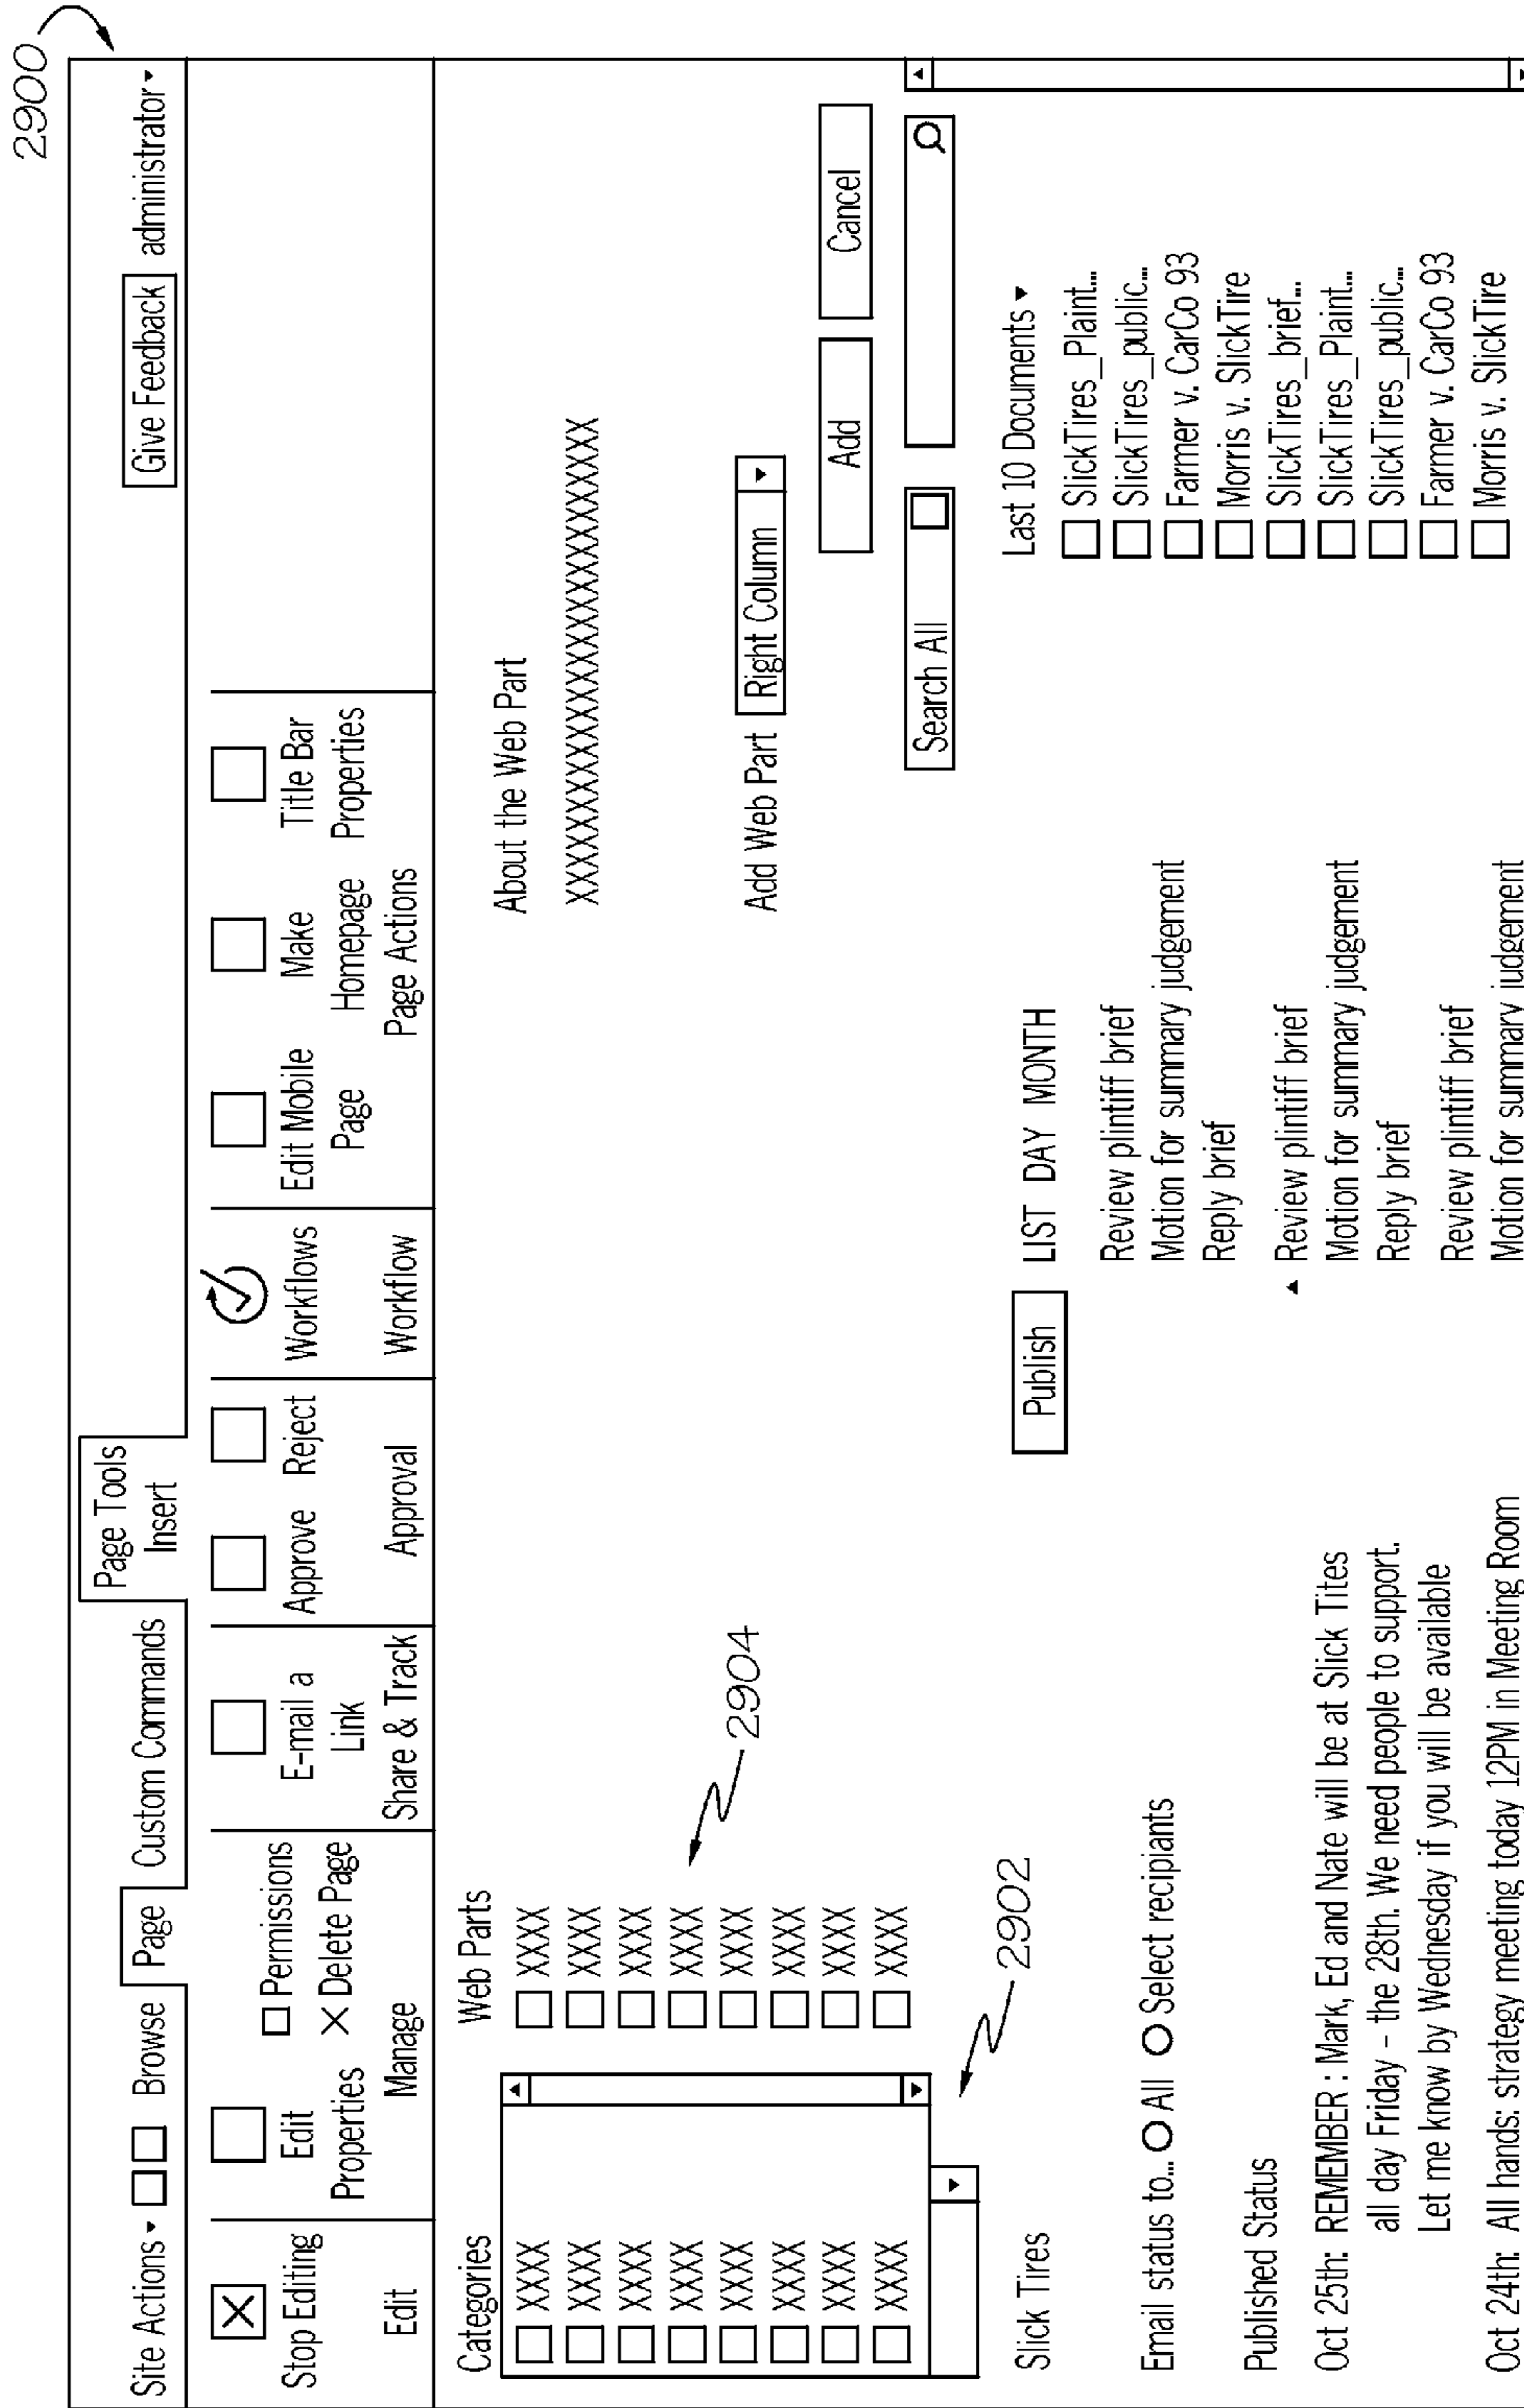 2900
Site Actions Browse Page Custom Commands Page Tools Insert Give Feedback administrator
Stop Editing
Edit
Edit Properties
Permissions
X Delete Page
Manage
E-mail a Link
Share & Track
Approve Reject
Approval
Workflows
Workflow
Edit Mobile Page
Make Homepage
Title Bar Properties
Page Actions
Categories
XXXX
XXXX
XXXX
XXXX
XXXX
XXXX
XXXX
XXXX
2902
Web Parts
XXXX
XXXX
XXXX
XXXX
XXXX
XXXX
XXXX
XXXX
2904
About the Web Part
XXXXXXXXXXXXXXXXXXXXXXXXXXXX
Add Web Part Right Column
Add Cancel
Search All
Slick Tires
Email status to... All Select recipiants
Publish
Published Status
Oct 25th: REMEMBER : Mark, Ed and Nate will be at Slick Tites
all day Friday - the 28th. We need people to support.
Let me know by Wednesday if you will be available
Oct 24th: All hands: strategy meeting today 12PM in Meeting Room
LIST DAY MONTH
Review plintiff brief
Motion for summary judgement
Reply brief
Review plintiff brief
Motion for summary judgement
Reply brief
Review plintiff brief
Motion for summary judgement
Last 10 Documents
SlickTires_Plaint...
SlickTires_public...
Farmer v. CarCo 93
Morris v. SlickTire
SlickTires_brief...
SlickTires_Plaint...
SlickTires_public...
Farmer v. CarCo 93
Morris v. SlickTire